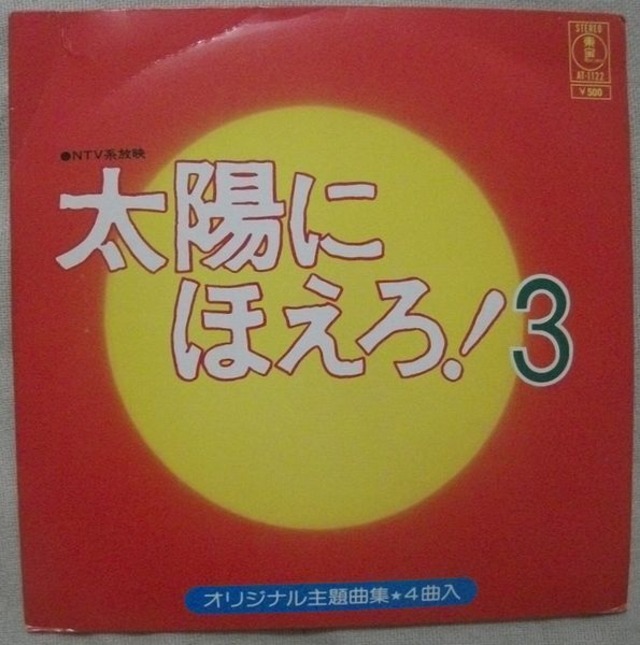 STEREO
東宝
AT-1122
¥500
●NTV系放映
太陽に
ほえろ!3
オリジナル主題曲集★4曲入